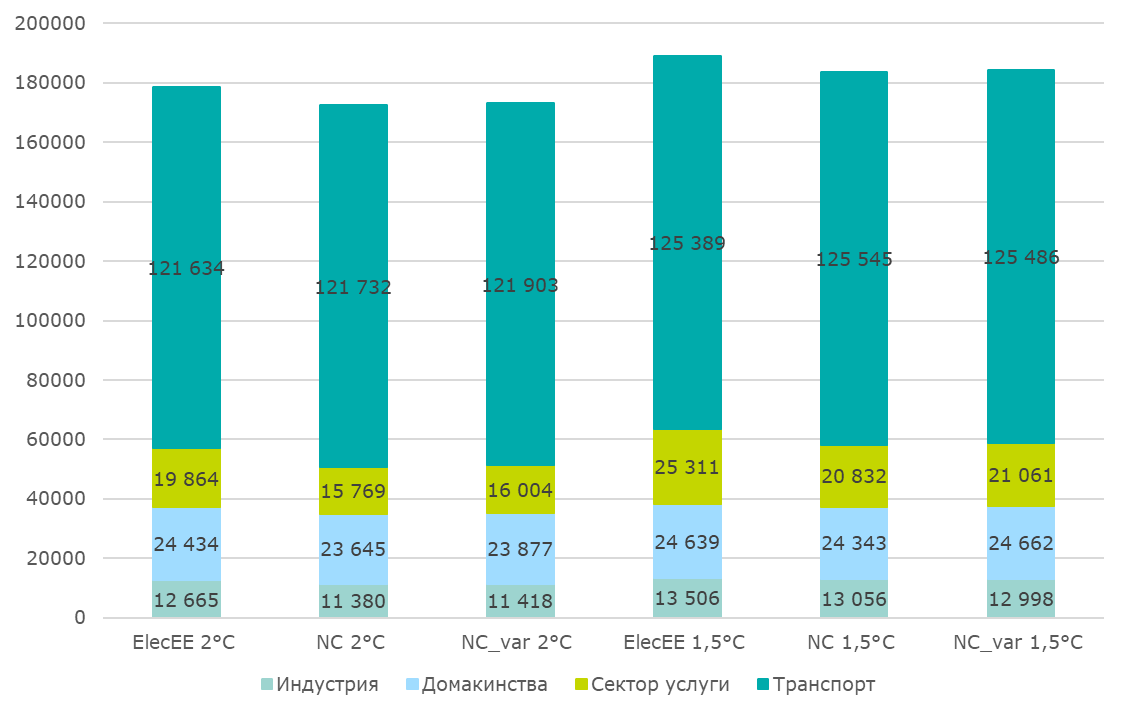 200000
180000
160000
140000
120000
100000
80000
60000
40000
20000
0
121 634 121 732 121 903 125 389 125 545 125 486
19 864 15 769 16 004 25 311 20 832 21 061
24 434 23 645 23 877 24 639 24 343 24 662
12 665 11 380 11 418 13 506 13 056 12 998
ElecEE 2°C NC 2°C NC_var 2°C ElecEE 1,5°C NC 1,5°C NC_var 1,5°C
Индустрия Домакинства Сектор услуги Транспорт